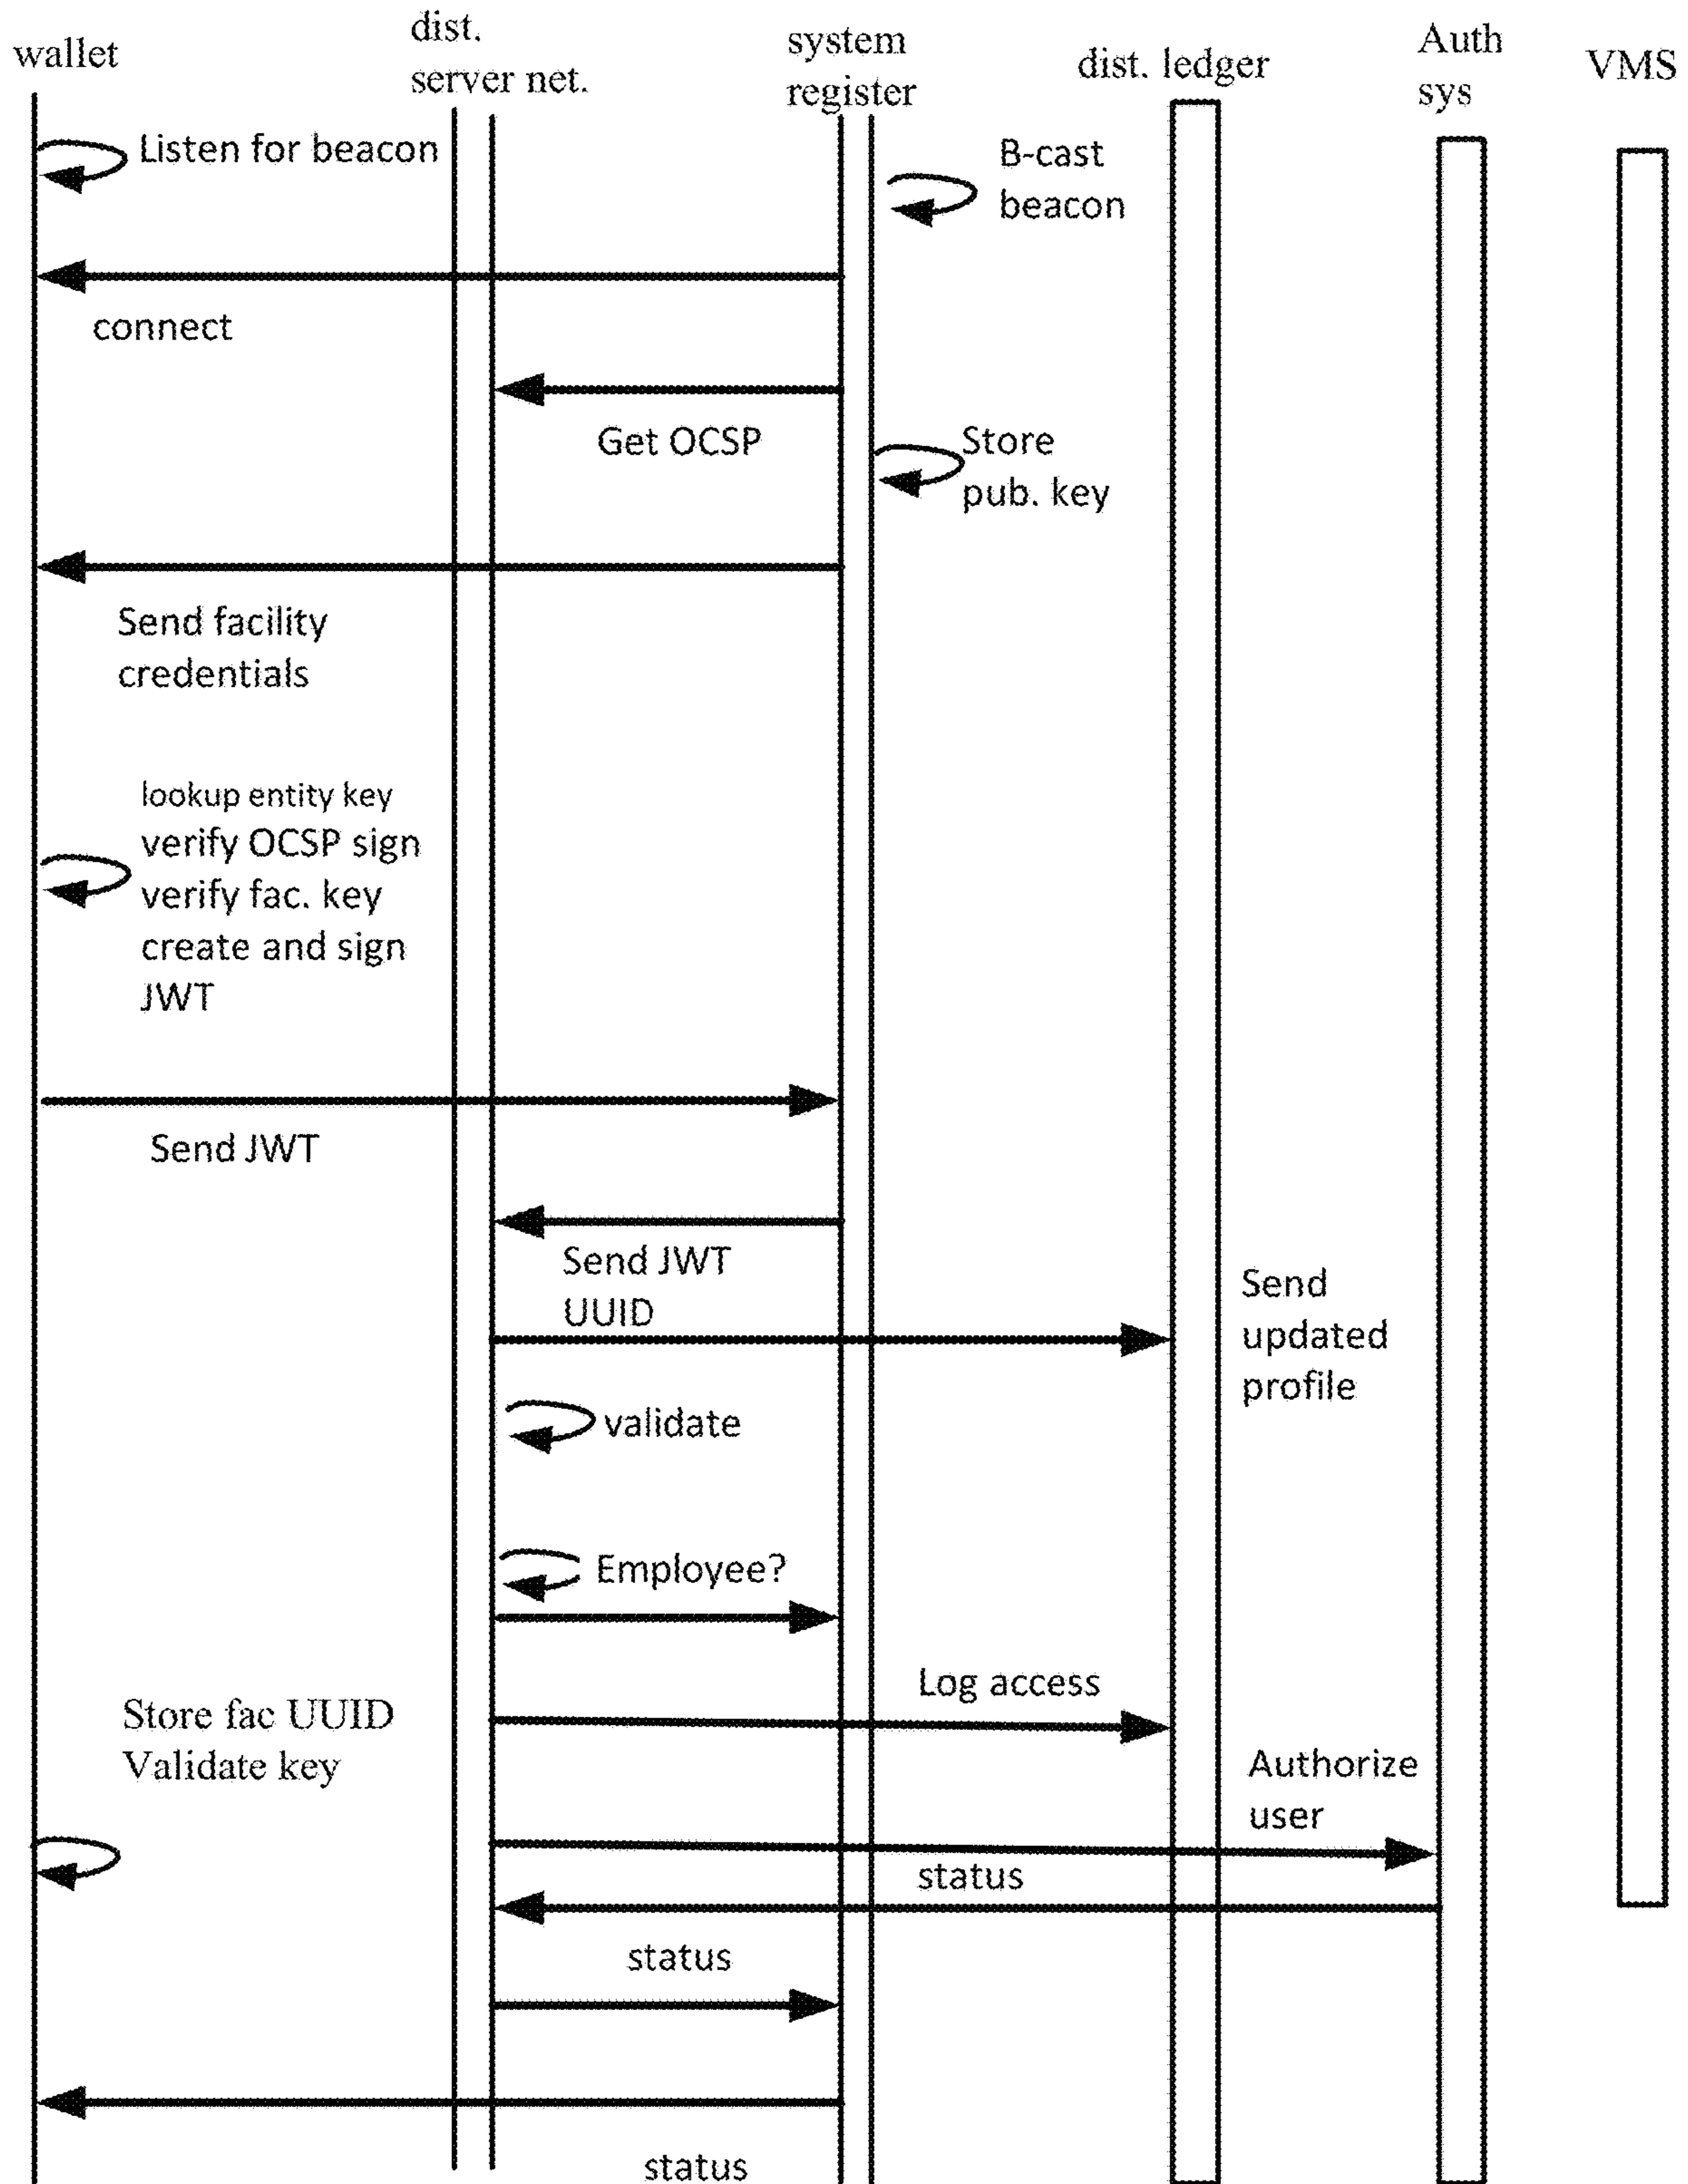 wallet
dist.
server net.
system
register
dist. ledger
Auth
sys
VMS
Listen for beacon
B-cast
beacon
connect
Get OCSP
Store
pub. key
Send facility
credentials
lookup entity key
verify OCSP sign
verify fac. key
create and sign
JWT
Send JWT
Send JWT
UUID
Send
updated
profile
validate
Employee?
Log access
Store fac UUID
Validate key
Authorize
user
status
status
status